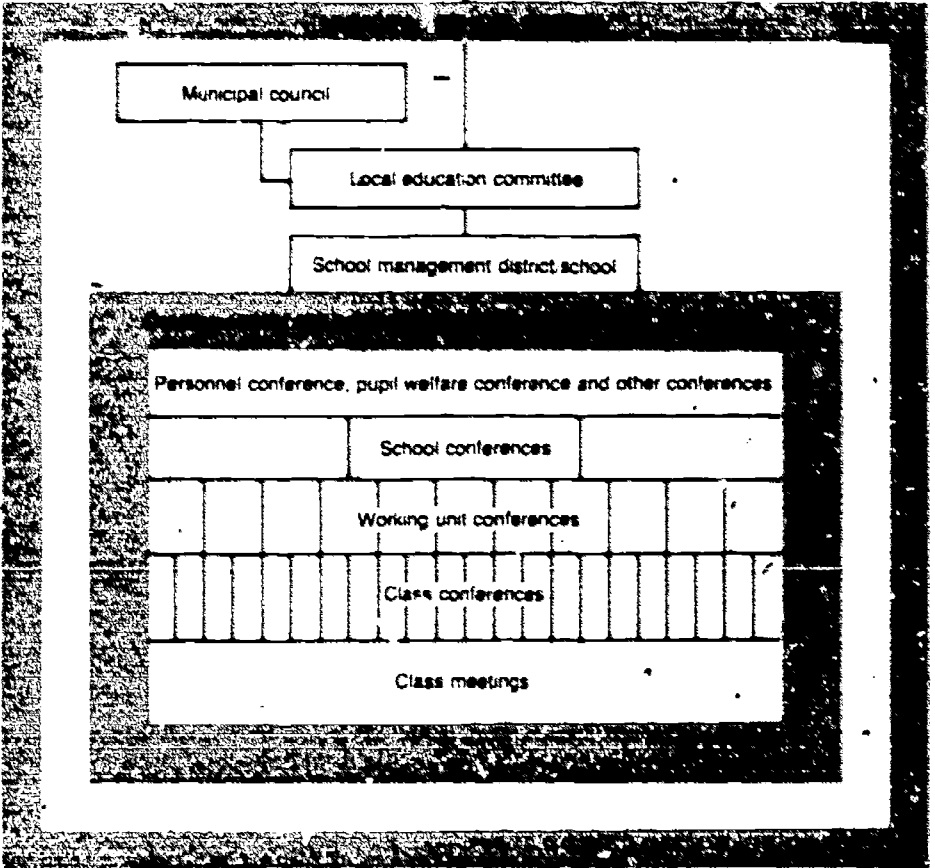 Municipal council
Local education committee
School management district school
Personnel conference, pupil welfare conference and other conferences
School conferences
Working unit conferences
Class conferences
Class meetings